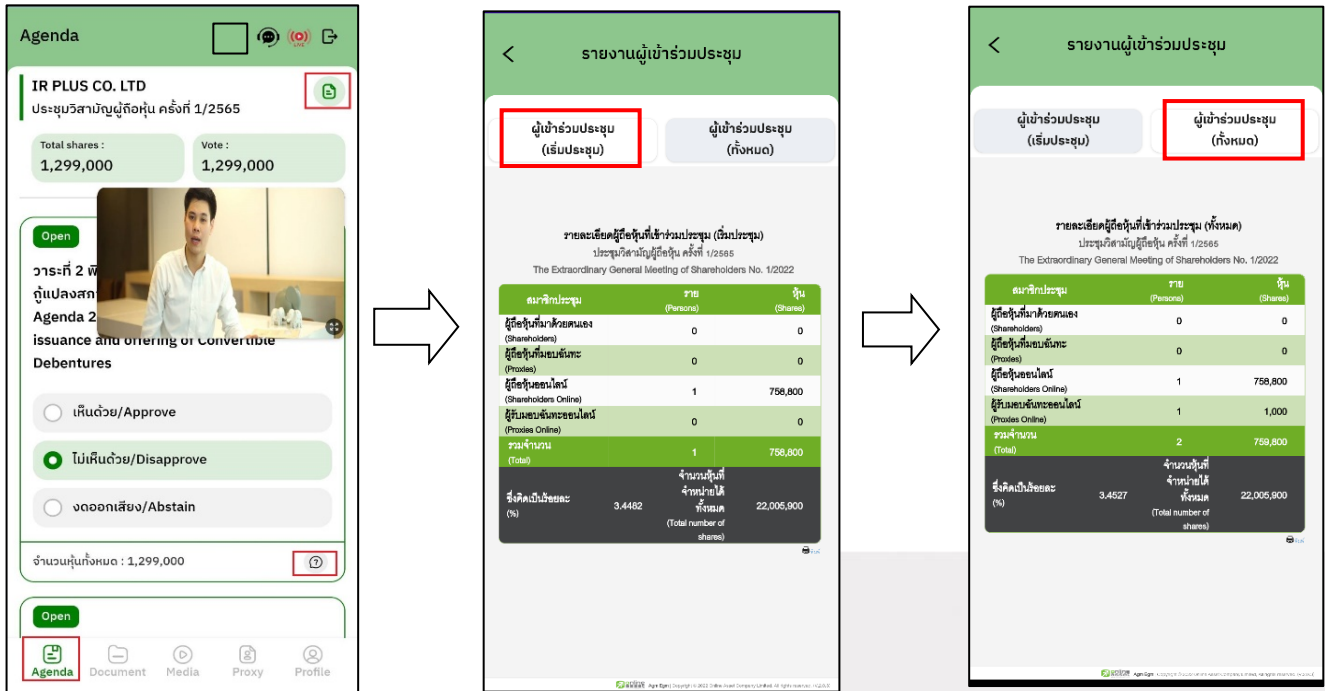 Agenda
LIVE
IR PLUS CO. LTD
ประชุมวิสามัญผู้ถือหุ้น ครั้งที่ 1/2565
Total shares :
1,299,000
Vote :
1,299,000
Open
วาระที่ 2 พิ
กู้แปลงสภ
Agenda 2
issuance and offering of Convertible
Debentures
เห็นด้วย/Approve
ไม่เห็นด้วย/Disapprove
งดออกเสียง/Abstain
จำนวนหุ้นทั้งหมด : 1,299,000
Open
Agenda
Document
Media
Proxy
Profile
รายงานผู้เข้าร่วมประชุม
ผู้เข้าร่วมประชุม
(เริ่มประชุม)
ผู้เข้าร่วมประชุม
(ทั้งหมด)
รายละเอียดผู้ถือหุ้นที่เข้าร่วมประชุม (เริ่มประชุม)
ประชุมวิสามัญผู้ถือหุ้น ครั้งที่ 1/2565
The Extraordinary General Meeting of Shareholders No. 1/2022
สมาชิกประชุม ราย หุ้น
(Persons) (Shares)
ผู้ถือหุ้นที่มาด้วยตนเอง
(Shareholders) 0 0
ผู้ถือหุ้นที่มอบฉันทะ
(Proxies) 0 0
ผู้ถือหุ้นออนไลน์
(Shareholders Online) 1 758,800
ผู้รับมอบฉันทะออนไลน์
(Proxies Online) 0 0
รวมจำนวน
(Total) 1 758,800
ซึ่งคิดเป็นร้อยละ
(%)
3.4482
จำนวนหุ้นที่
จำหน่ายได้
ทั้งหมด
(Total number of
shares)
22,005,900
พิมพ์
รายงานผู้เข้าร่วมประชุม
ผู้เข้าร่วมประชุม
(เริ่มประชุม)
ผู้เข้าร่วมประชุม
(ทั้งหมด)
รายละเอียดผู้ถือหุ้นที่เข้าร่วมประชุม (ทั้งหมด)
ประชุมวิสามัญผู้ถือหุ้น ครั้งที่ 1/2565
The Extraordinary General Meeting of Shareholders No. 1/2022
สมาชิกประชุม ราย หุ้น
(Persons) (Shares)
ผู้ถือหุ้นที่มาด้วยตนเอง
(Shareholders) 0 0
ผู้ถือหุ้นที่มอบฉันทะ
(Proxies) 0 0
ผู้ถือหุ้นออนไลน์
(Shareholders Online) 1 758,800
ผู้รับมอบฉันทะออนไลน์
(Proxies Online) 1 1,000
รวมจำนวน
(Total) 2 759,800
ซึ่งคิดเป็นร้อยละ
(%)
3.4527
จำนวนหุ้นที่
จำหน่ายได้
ทั้งหมด
(Total number of
shares)
22,005,900